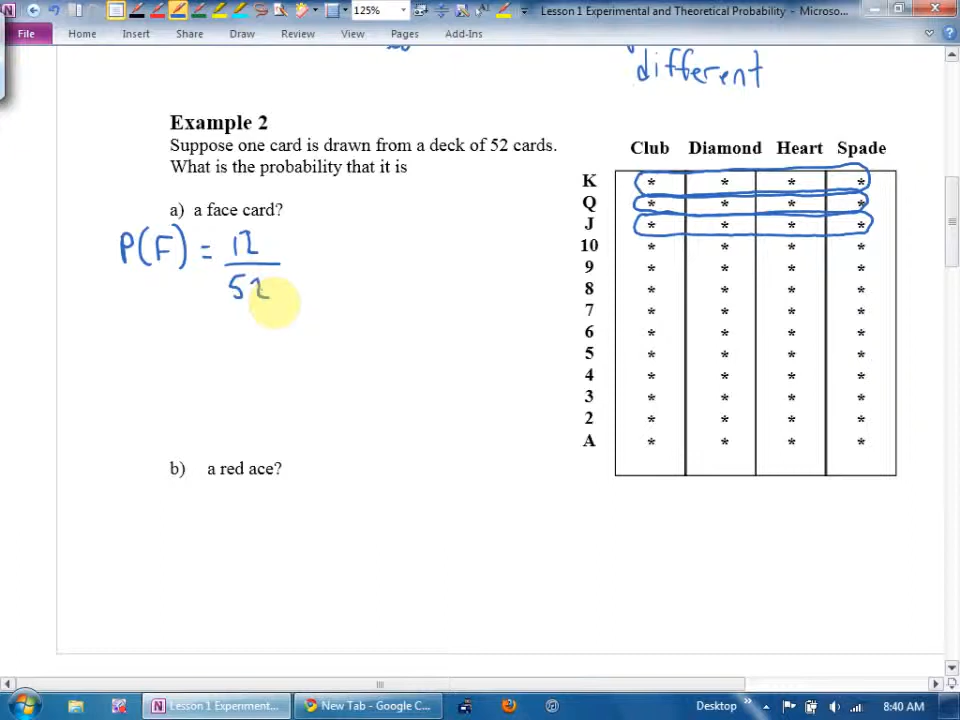 125%
Lesson 1 Experimental and Theoretical Probability - Microso...
File Home Insert Share Draw Review View Pages Add-Ins
different
Example 2
Suppose one card is drawn from a deck of 52 cards.
What is the probability that it is
a) a face card?
P(F) = 12
52
b) a red ace?
Club Diamond Heart Spade
K * * * *
Q * * * *
J * * * *
10 * * * *
9 * * * *
8 * * * *
7 * * * *
6 * * * *
5 * * * *
4 * * * *
3 * * * *
2 * * * *
A * * * *
Lesson 1 Experiment... New Tab - Google C... Desktop 8:40 AM